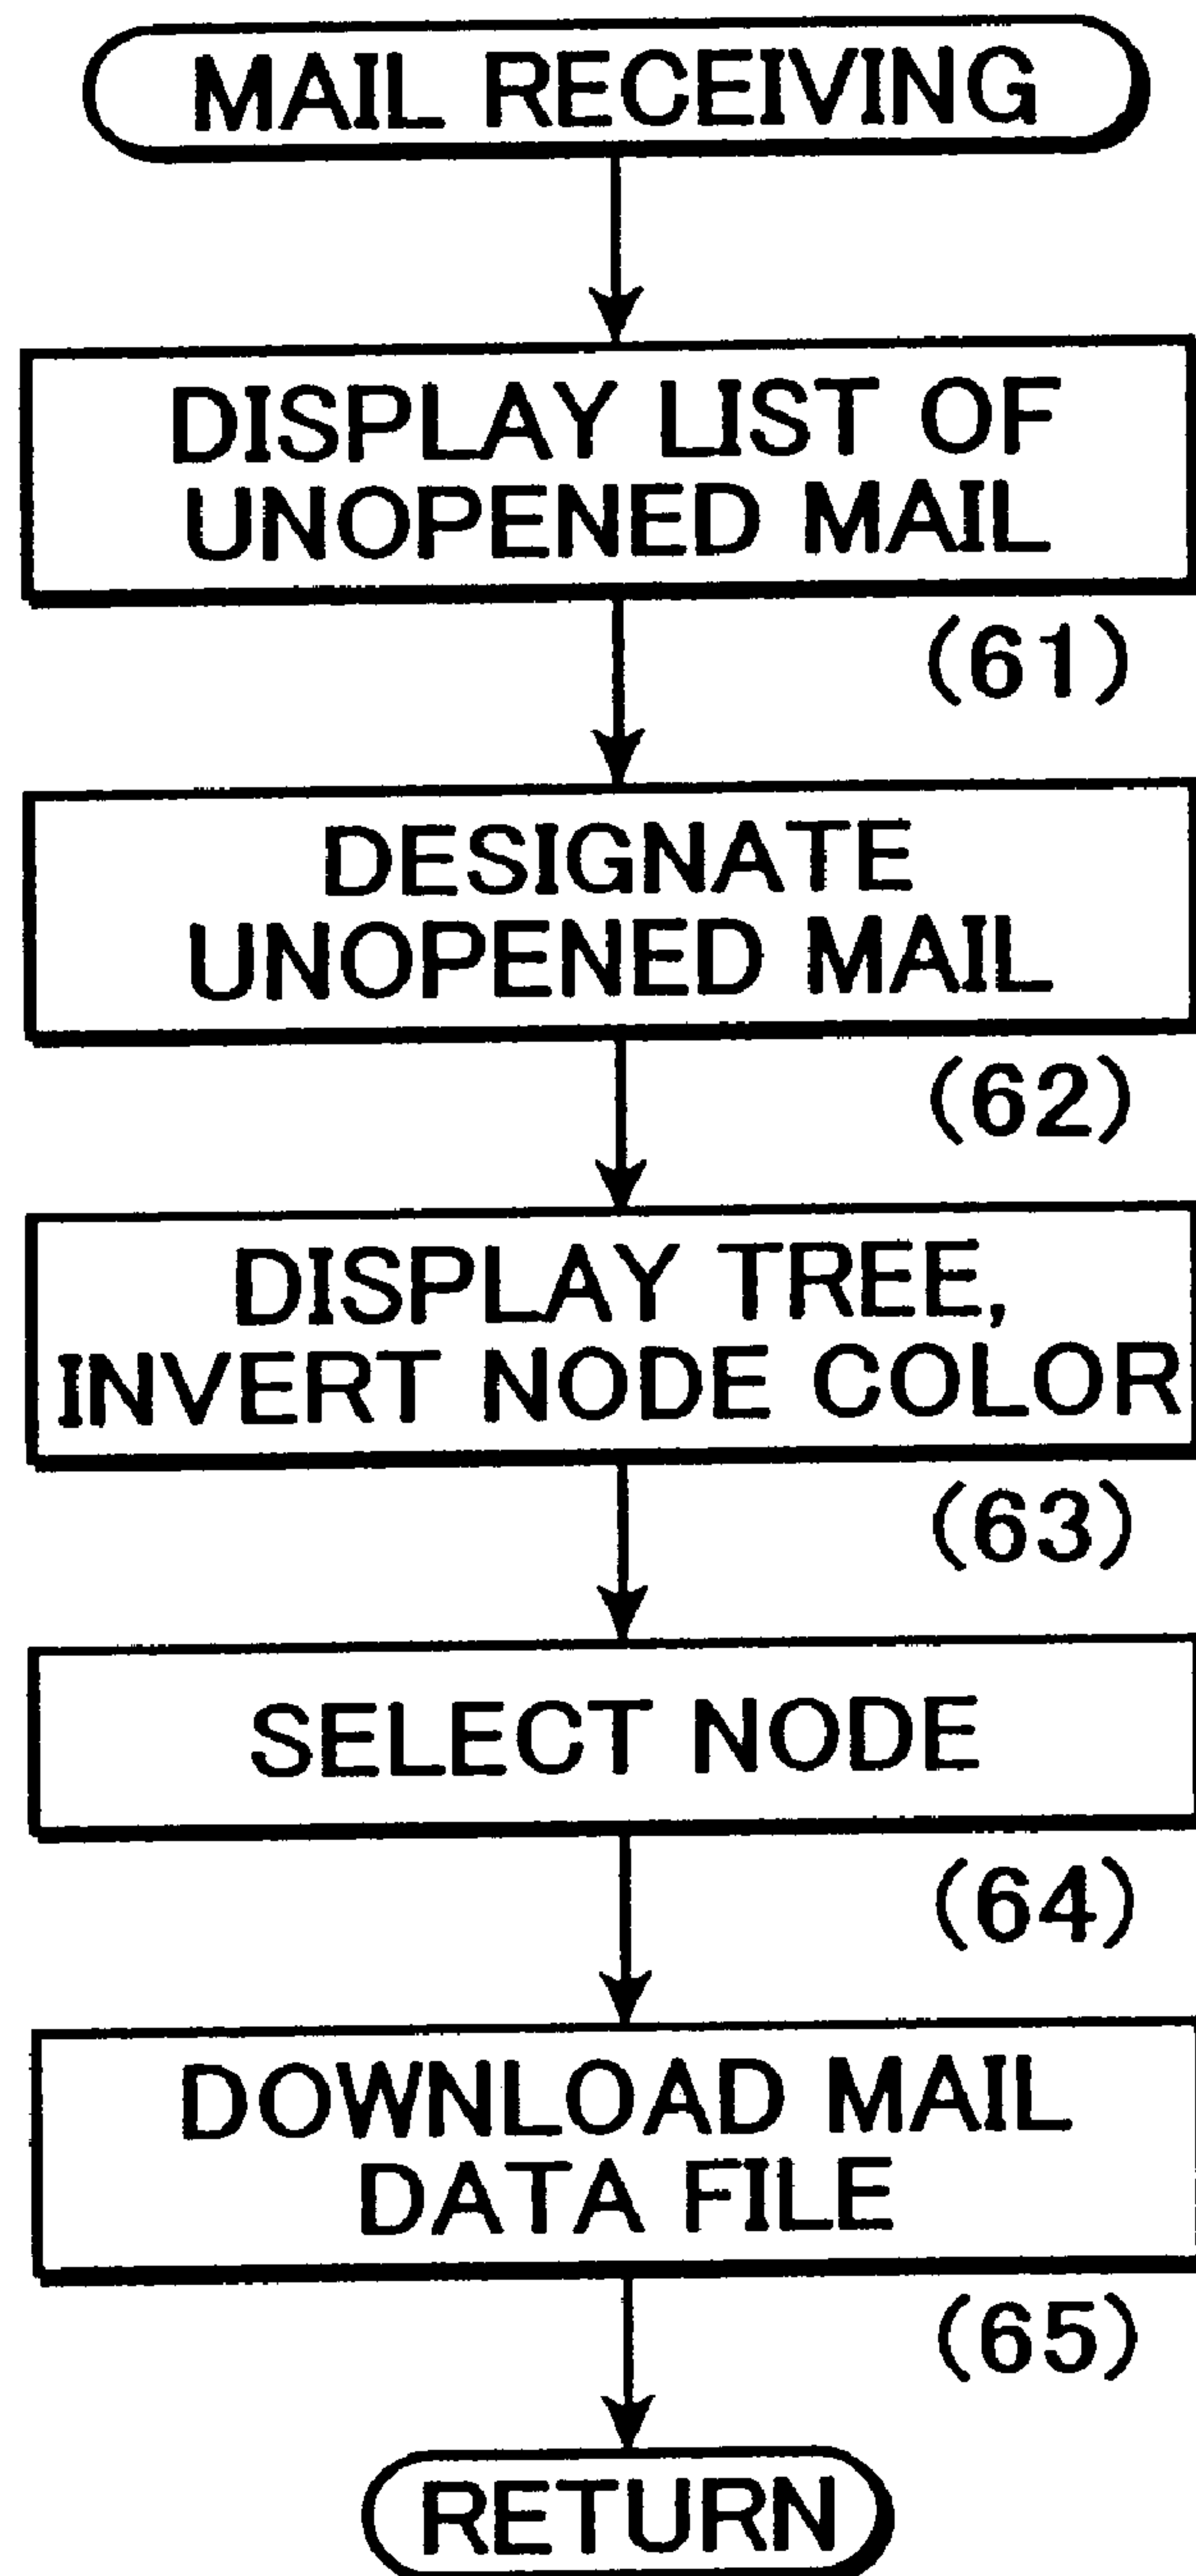 MAIL RECEIVING
DISPLAY LIST OF
UNOPENED MAIL
(61)
DESIGNATE
UNOPENED MAIL
(62)
DISPLAY TREE,
INVERT NODE COLOR
(63)
SELECT NODE
(64)
DOWNLOAD MAIL
DATA FILE
(65)
RETURN